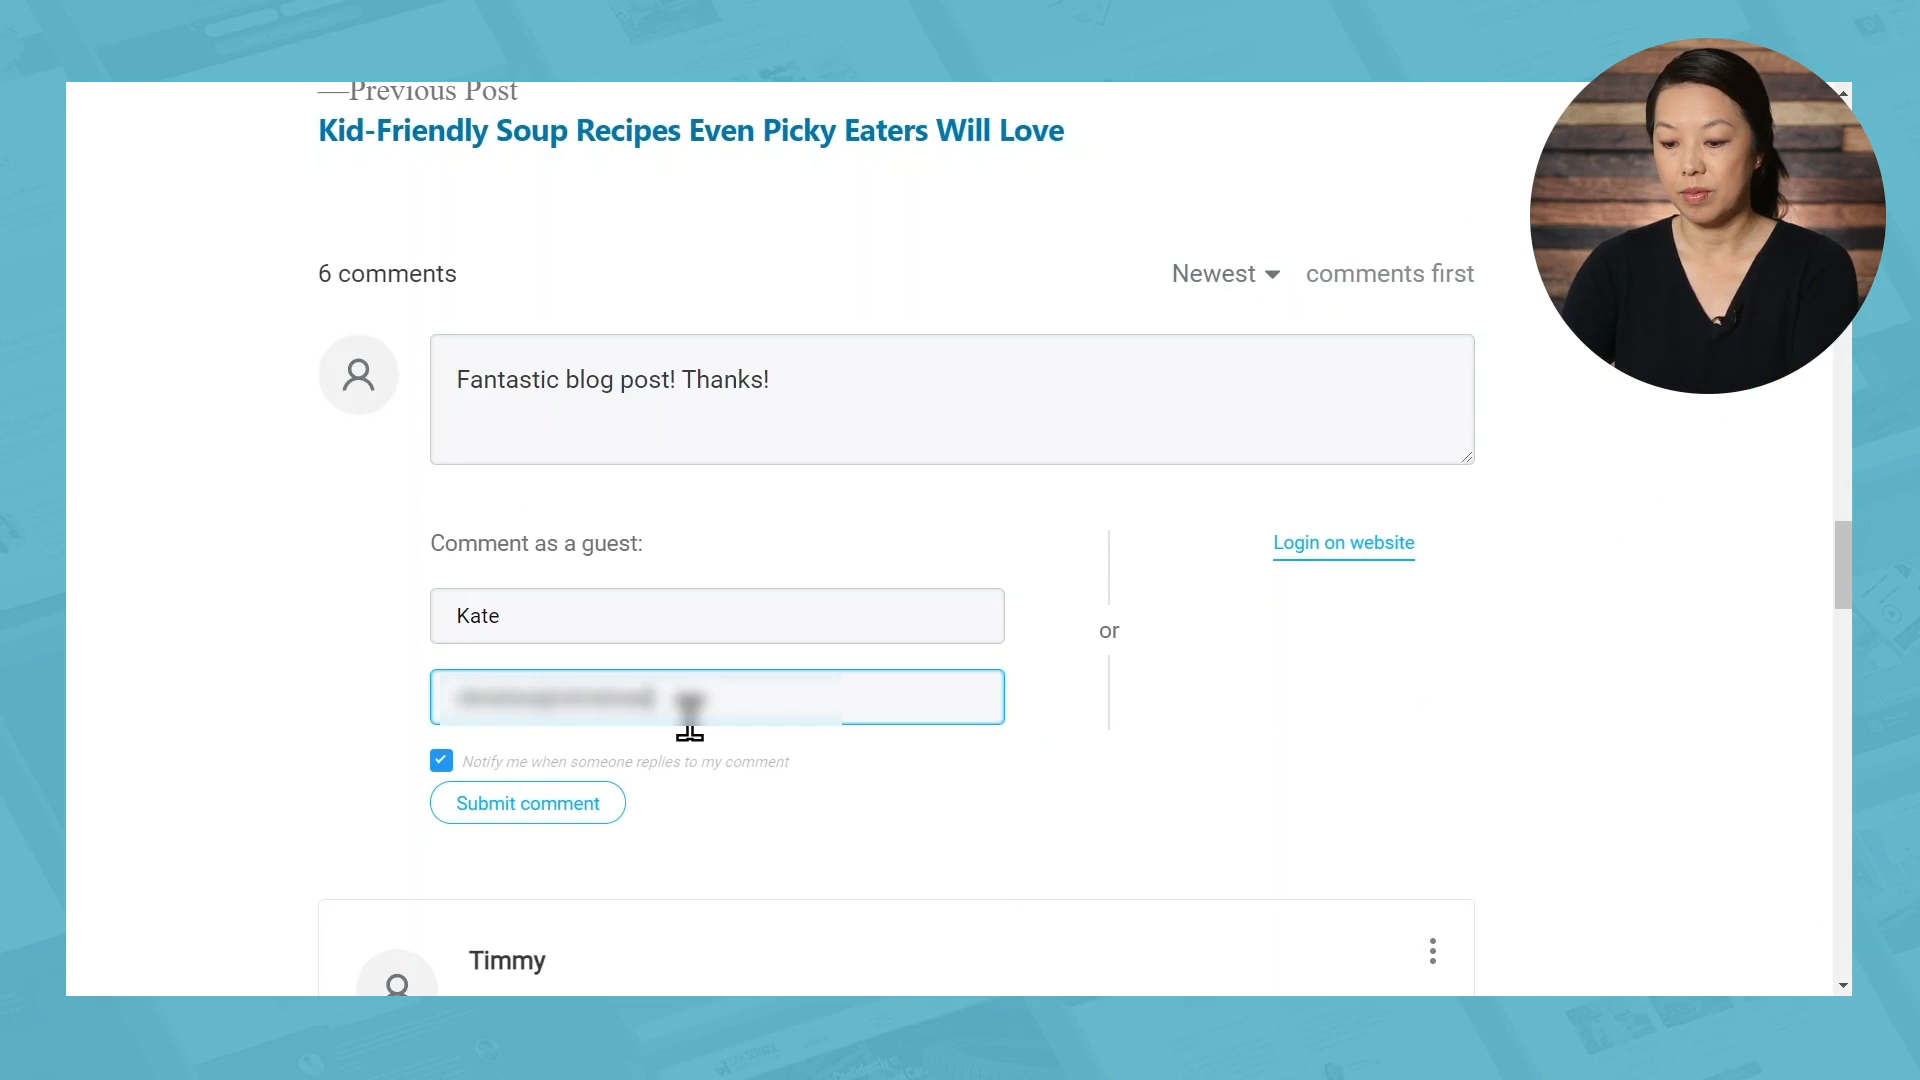 —Previous Post
Kid-Friendly Soup Recipes Even Picky Eaters Will Love
6 comments
Newest comments first
Fantastic blog post! Thanks!
Comment as a guest:
Login on website
Kate
or
Notify me when someone replies to my comment
Submit comment
Timmy